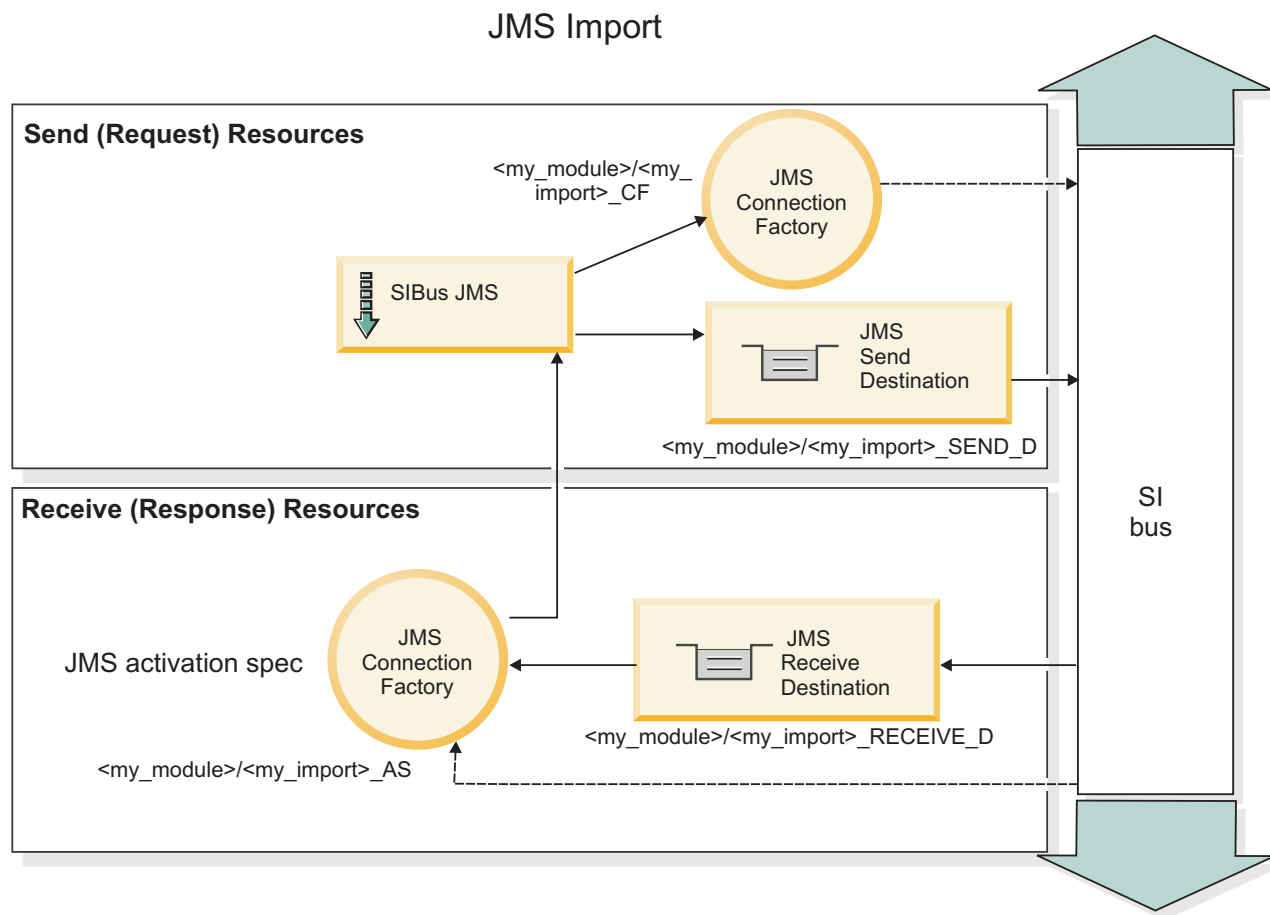 JMS Import
Send (Request) Resources
<my_module>/<my_
import>_CF
JMS
Connection
Factory
SIBus JMS
JMS
Send
Destination
<my_module>/<my_import>_SEND_D
SI
bus
Receive (Response) Resources
JMS activation spec
JMS
Connection
Factory
JMS
Receive
Destination
<my_module>/<my_import>_RECEIVE_D
<my_module>/<my_import>_AS